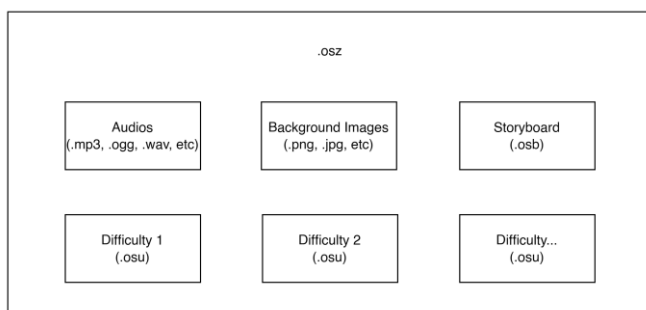 .osz
Audios
(.mp3, .ogg, .wav, etc)
Background Images
(.png, .jpg, etc)
Storyboard
(.osb)
Difficulty 1
(.osu)
Difficulty 2
(.osu)
Difficulty...
(.osu)